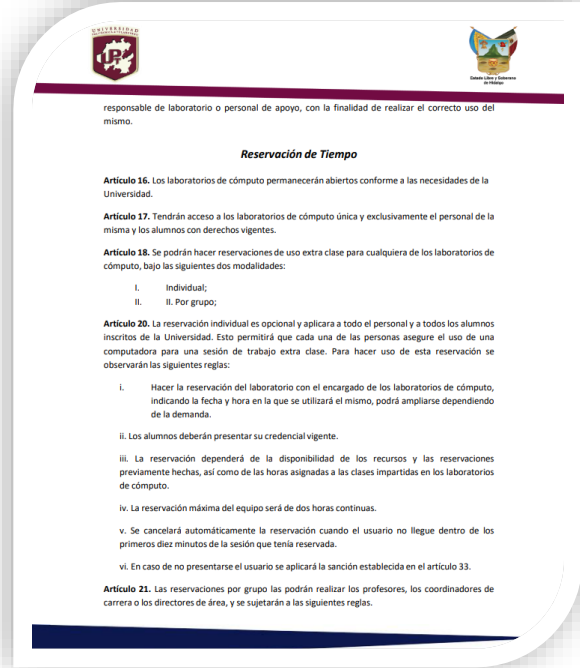 UNIVERSIDAD
UP
Estado Libre y Soberano
de Hidalgo
responsable de laboratorio o personal de apoyo, con la finalidad de realizar el correcto uso del
mismo.
Reservación de Tiempo
Artículo 16. Los laboratorios de cómputo permanecerán abiertos conforme a las necesidades de la
Universidad.
Artículo 17. Tendrán acceso a los laboratorios de cómputo única y exclusivamente el personal de la
misma y los alumnos con derechos vigentes.
Artículo 18. Se podrán hacer reservaciones de uso extra clase para cualquiera de los laboratorios de
cómputo, bajo las siguientes dos modalidades:
I. Individual;
II. II. Por grupo;
Artículo 20. La reservación individual es opcional y aplicara a todo el personal y a todos los alumnos
inscritos de la Universidad. Esto permitirá que cada una de las personas asegure el uso de una
computadora para una sesión de trabajo extra clase. Para hacer uso de esta reservación se
observarán las siguientes reglas:
i. Hacer la reservación del laboratorio con el encargado de los laboratorios de cómputo,
indicando la fecha y hora en la que se utilizará el mismo, podrá ampliarse dependiendo
de la demanda.
ii. Los alumnos deberán presentar su credencial vigente.
iii. La reservación dependerá de la disponibilidad de los recursos y las reservaciones
previamente hechas, así como de las horas asignadas a las clases impartidas en los laboratorios
de cómputo.
iv. La reservación máxima del equipo será de dos horas continuas.
v. Se cancelará automáticamente la reservación cuando el usuario no llegue dentro de los
primeros diez minutos de la sesión que tenía reservada.
vi. En caso de no presentarse el usuario se aplicará la sanción establecida en el artículo 33.
Artículo 21. Las reservaciones por grupo las podrán realizar los profesores, los coordinadores de
carrera o los directores de área, y se sujetarán a las siguientes reglas.